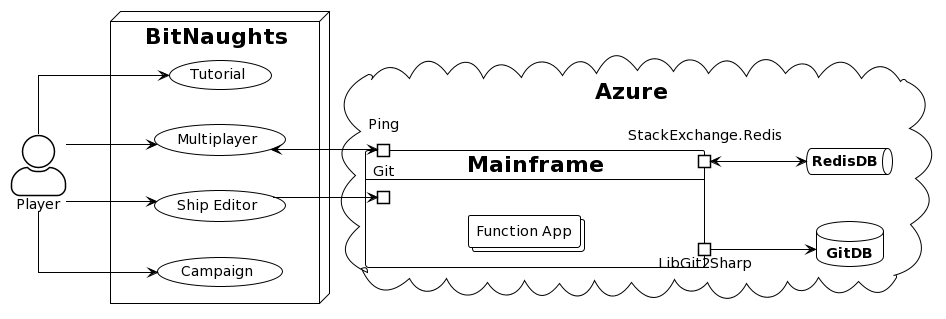 BitNaughts
Tutorial
Multiplayer
Ship Editor
Campaign
Player
Azure
Ping
Git
Mainframe
Function App
StackExchange.Redis
RedisDB
LibGit2Sharp
GitDB